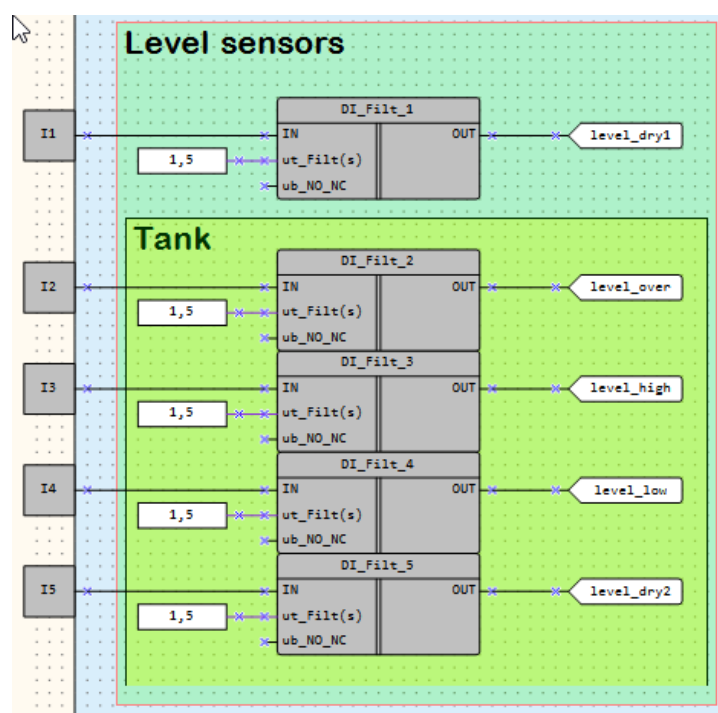 Level sensors
DI_Filt_1
I1 IN OUT level_dry1
1,5 ut_Filt(s)
ub_NO_NC
Tank
DI_Filt_2
I2 IN OUT level_over
1,5 ut_Filt(s)
ub_NO_NC
DI_Filt_3
I3 IN OUT level_high
1,5 ut_Filt(s)
ub_NO_NC
DI_Filt_4
I4 IN OUT level_low
1,5 ut_Filt(s)
ub_NO_NC
DI_Filt_5
I5 IN OUT level_dry2
1,5 ut_Filt(s)
ub_NO_NC